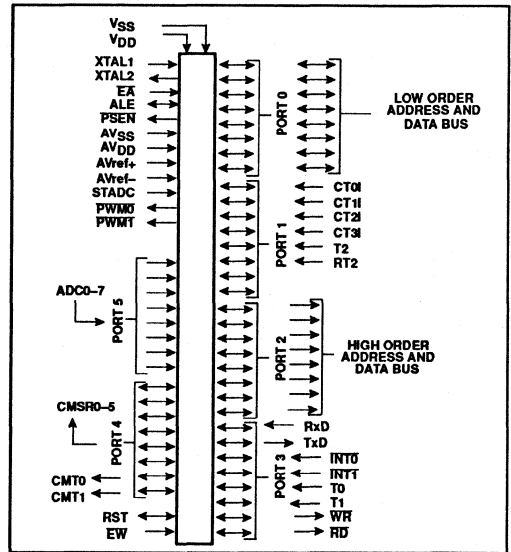 VSS
VDD
XTAL1
XTAL2
EA
ALE
PSEN
AVSS
AVDD
AVref+
AVref–
STADC
PWM0
PWM1
ADC0–7
PORT 5
CMSR0–5
PORT 4
CMT0
CMT1
RST
EW
PORT 0
LOW ORDER
ADDRESS AND
DATA BUS
PORT 1
CT0I
CT1I
CT2I
CT3I
T2
RT2
PORT 2
HIGH ORDER
ADDRESS AND
DATA BUS
PORT 3
RxD
TxD
INT0
INT1
T0
T1
WR
RD